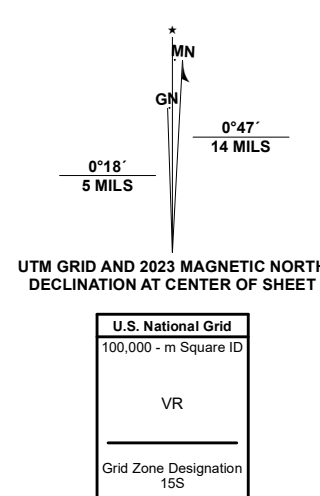 MN
GN
0°47´
14 MILS
0°18´
5 MILS
UTM GRID AND 2023 MAGNETIC NORTH
DECLINATION AT CENTER OF SHEET
U.S. National Grid
100,000 - m Square ID
VR
Grid Zone Designation
15S